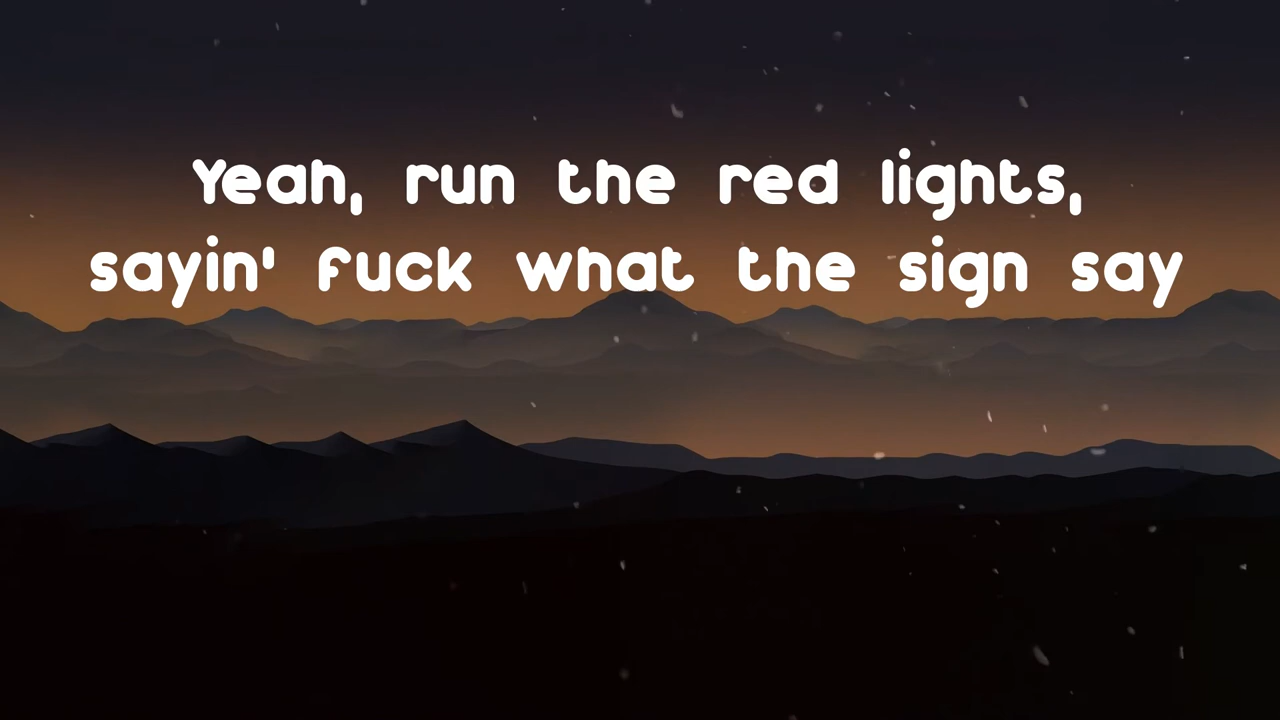 Yeah, run the red lights,
sayin' fuck what the sign say